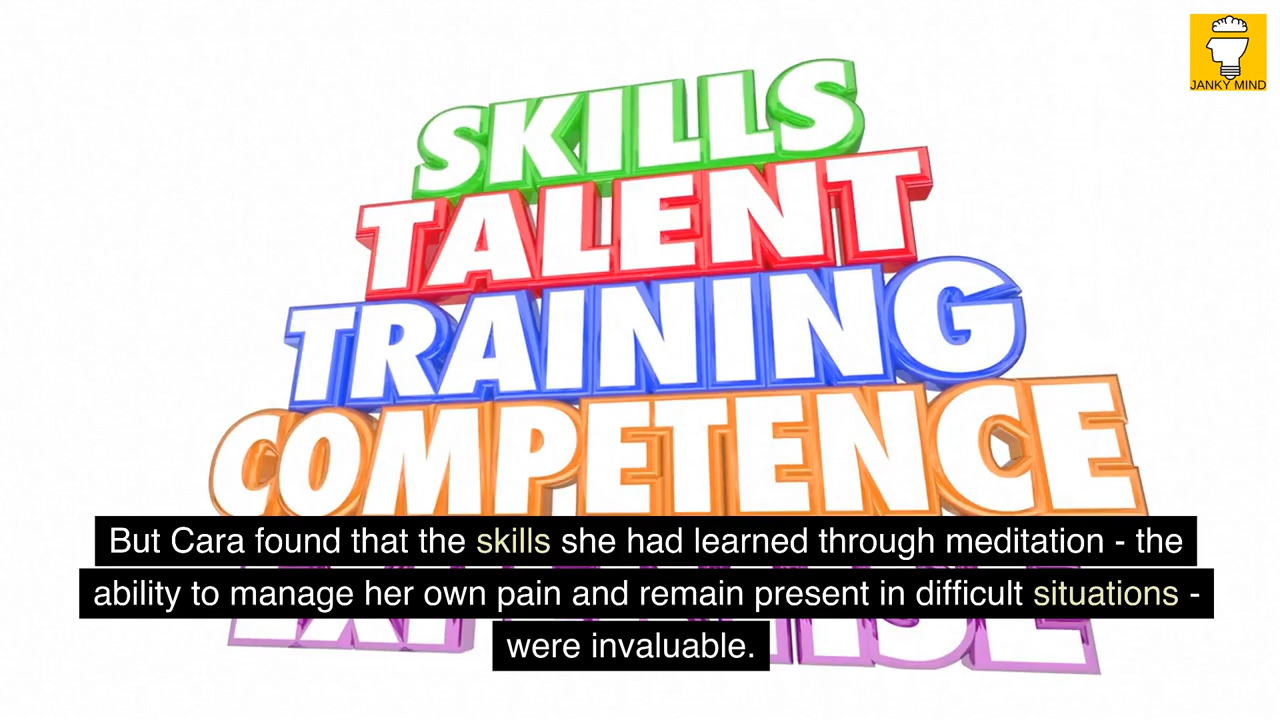 JANKY MIND
SKILLS
TALENT
TRAINING
COMPETENCE
But Cara found that the skills she had learned through meditation - the
ability to manage her own pain and remain present in difficult situations -
were invaluable.